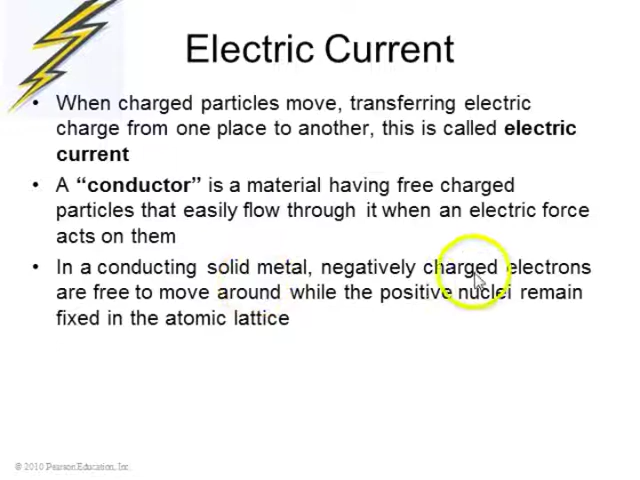 Electric Current
• When charged particles move, transferring electric
charge from one place to another, this is called electric
current
• A “conductor” is a material having free charged
particles that easily flow through it when an electric force
acts on them
• In a conducting solid metal, negatively charged electrons
are free to move around while the positive nuclei remain
fixed in the atomic lattice
© 2010 Pearson Education, Inc.